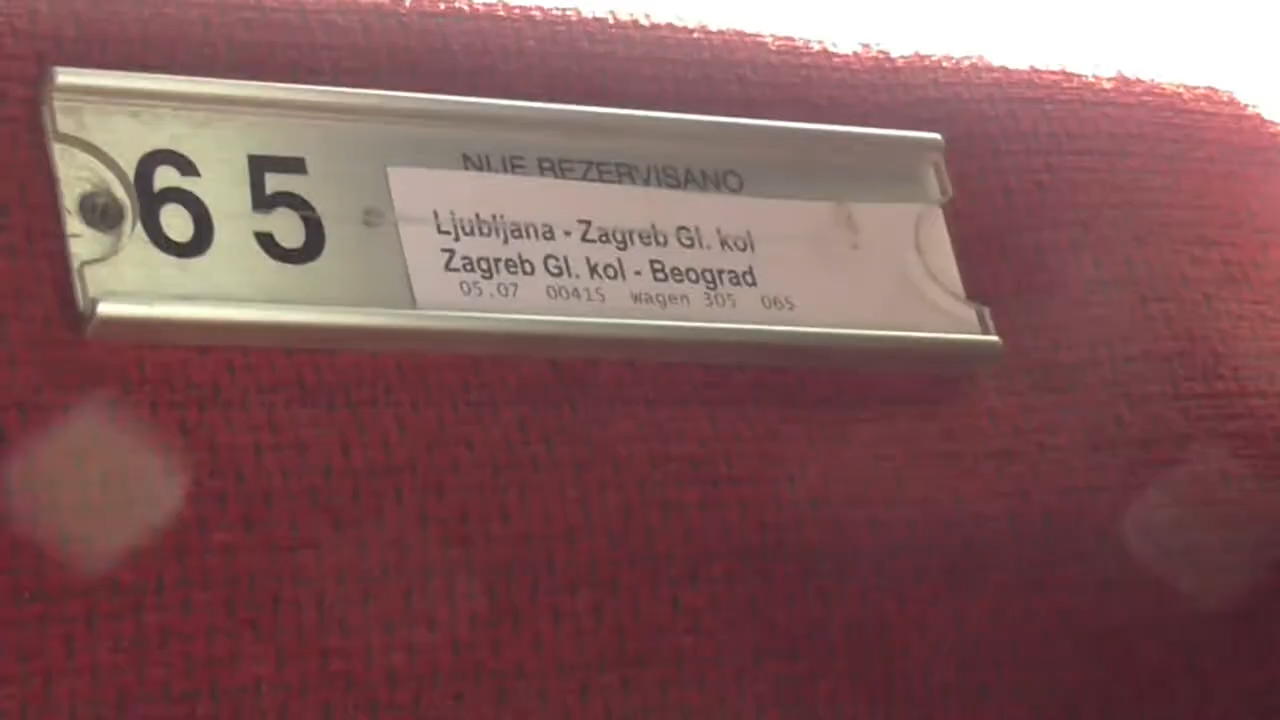 65
NIJE REZERVISANO
Ljubljana - Zagreb Gl. kol
Zagreb Gl. kol - Beograd
05.07 00415 Wagen 305 065